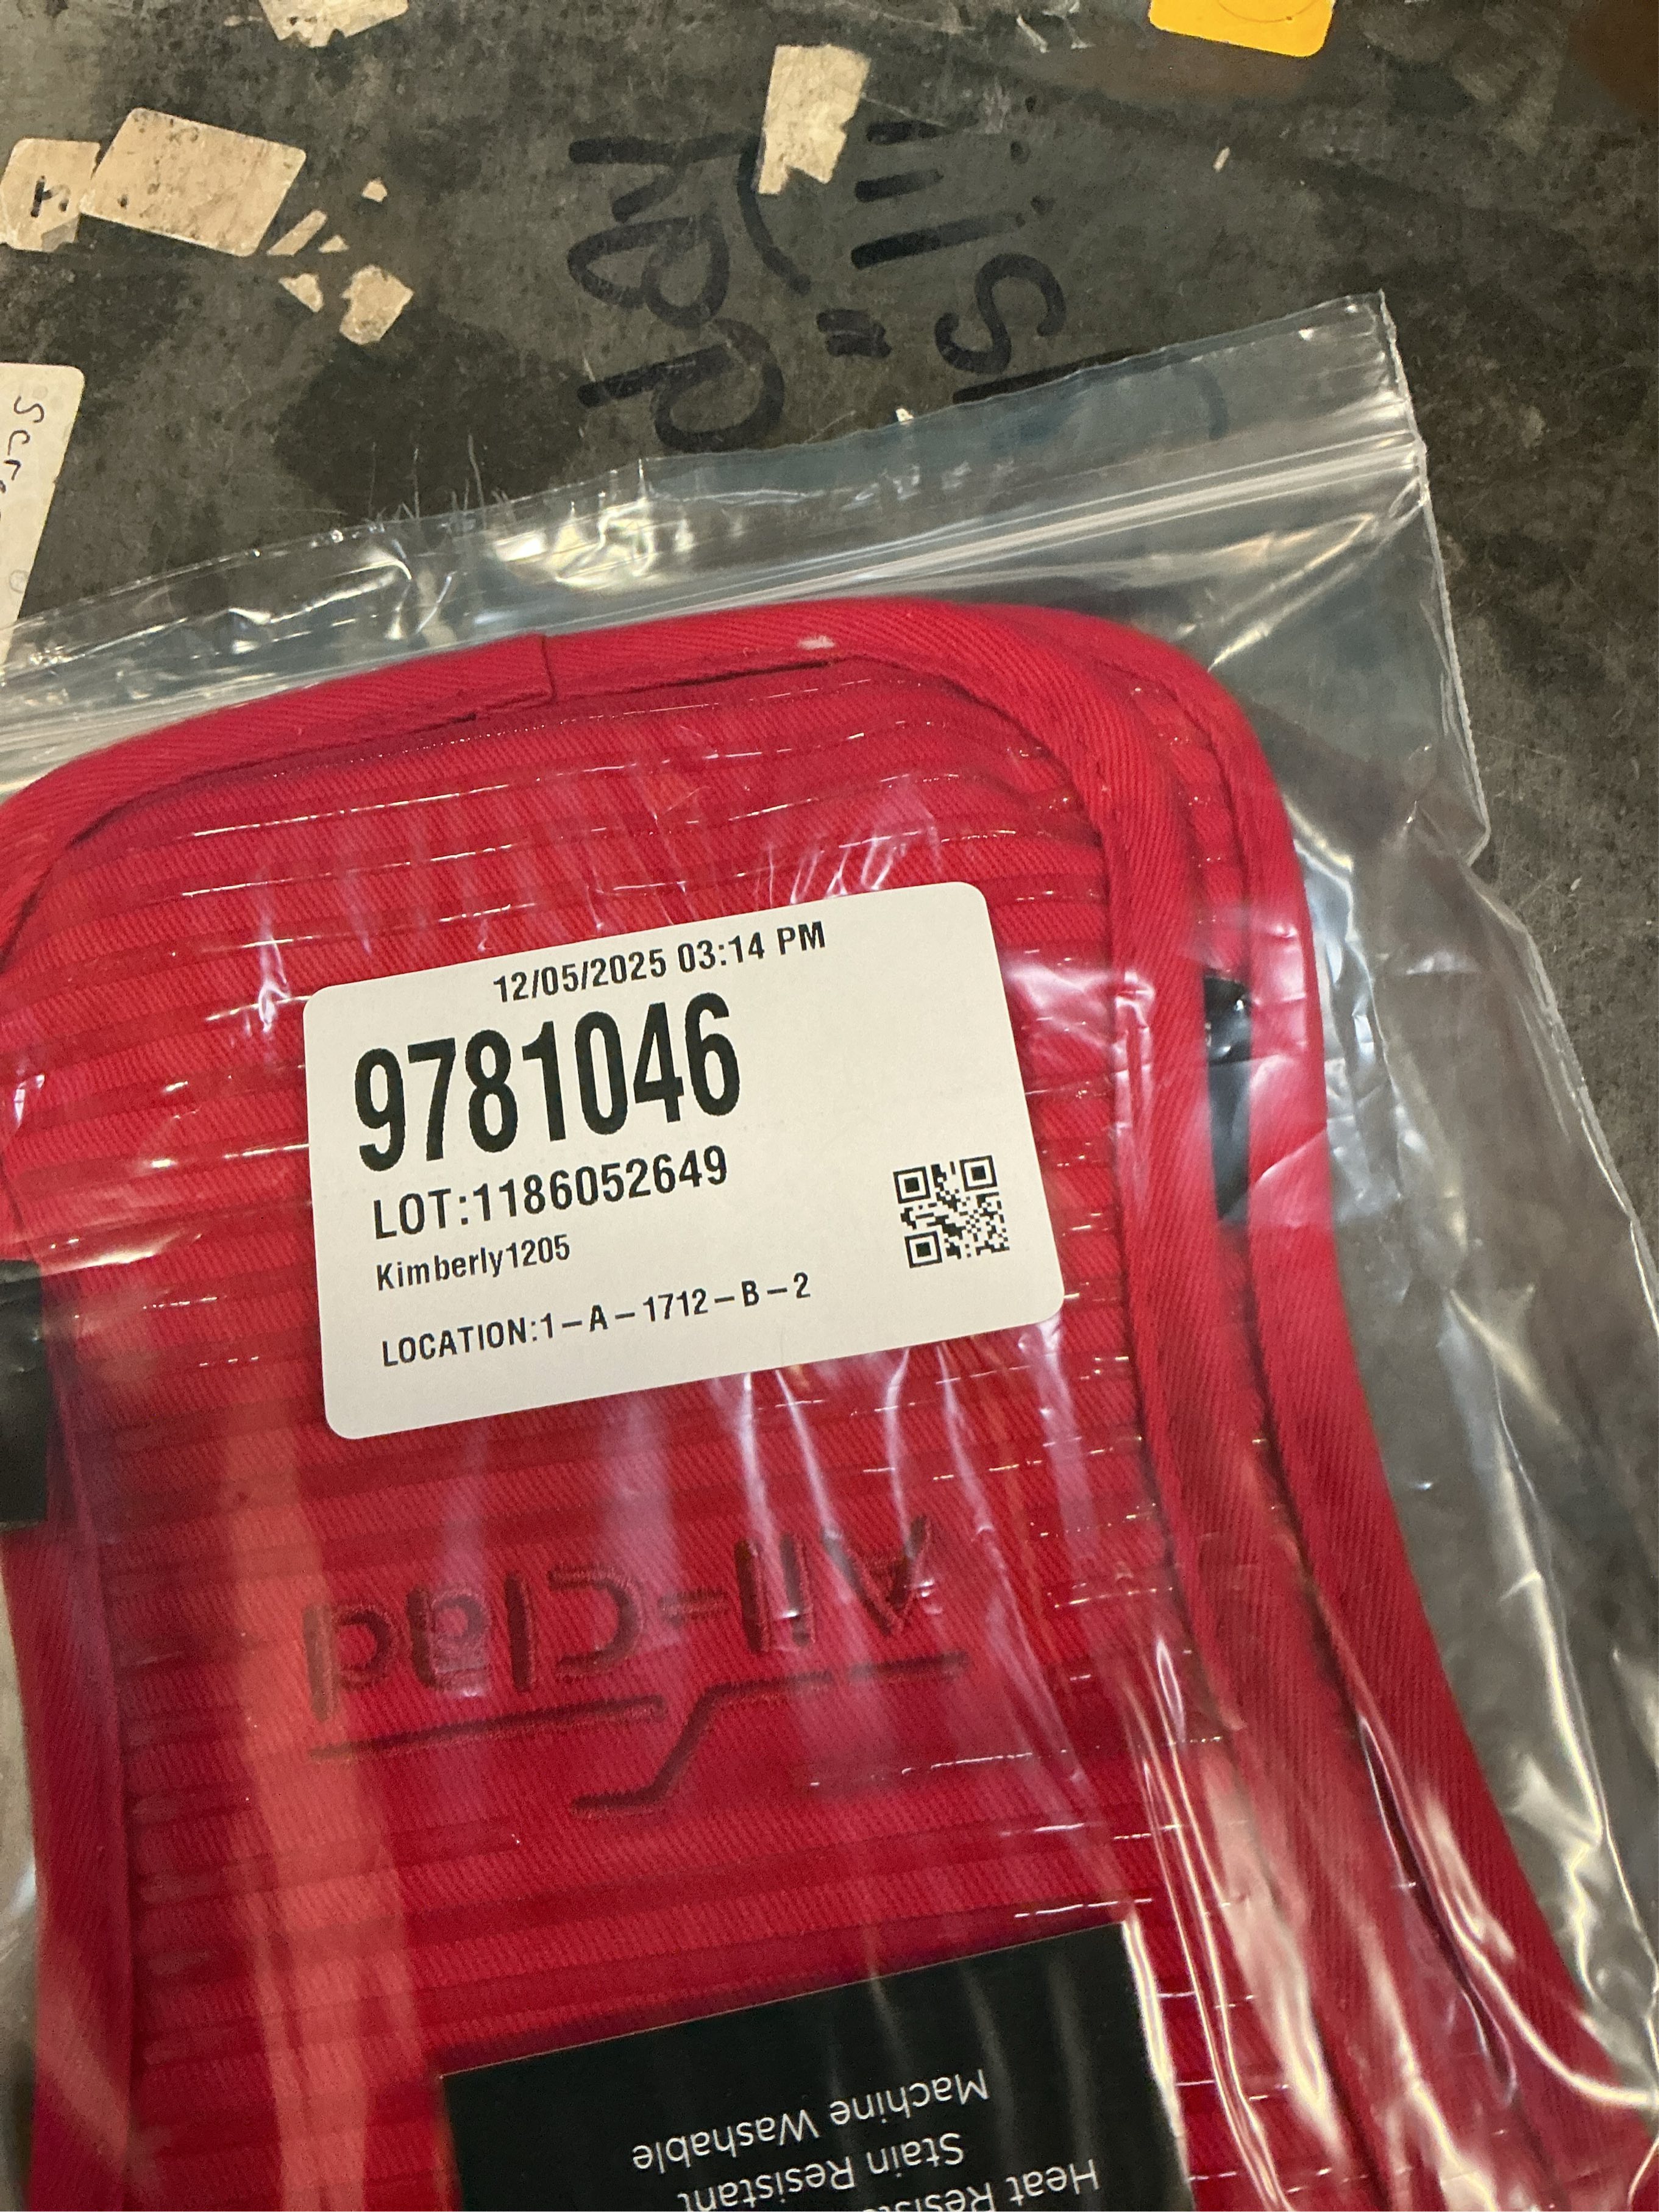 12/05/2025 03:14 PM
9781046
LOT:1186052649
Kimberly1205
LOCATION:1-A-1712-B-2
All-Clad
Heat
Stain Resistant
Machine Washable